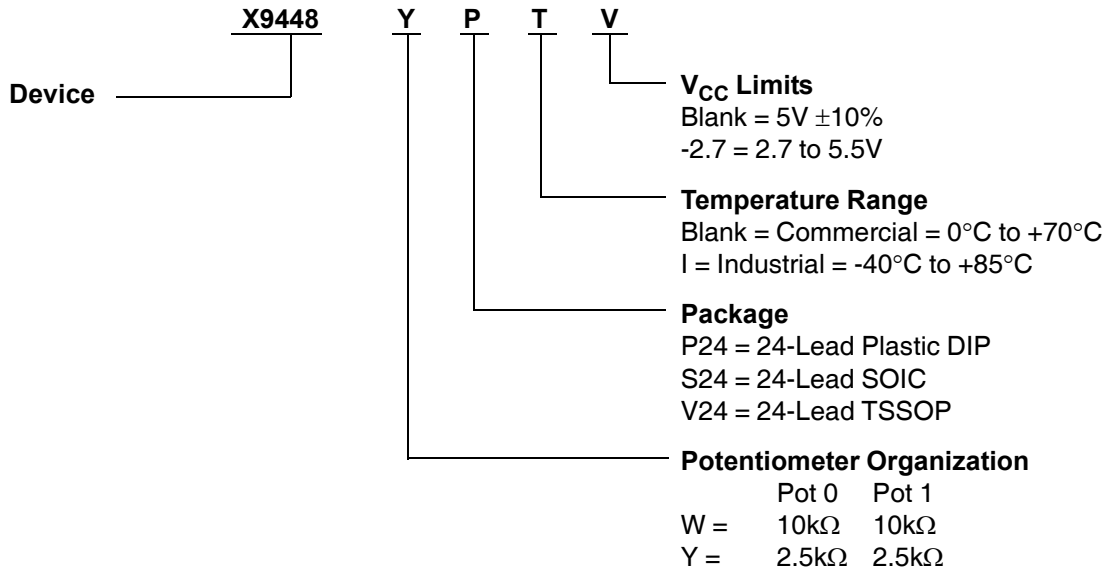 X9448 Y P T V
Device
V_CC Limits
Blank = 5V ±10%
-2.7 = 2.7 to 5.5V
Temperature Range
Blank = Commercial = 0°C to +70°C
I = Industrial = -40°C to +85°C
Package
P24 = 24-Lead Plastic DIP
S24 = 24-Lead SOIC
V24 = 24-Lead TSSOP
Potentiometer Organization
Pot 0 Pot 1
W = 10kΩ 10kΩ
Y = 2.5kΩ 2.5kΩ